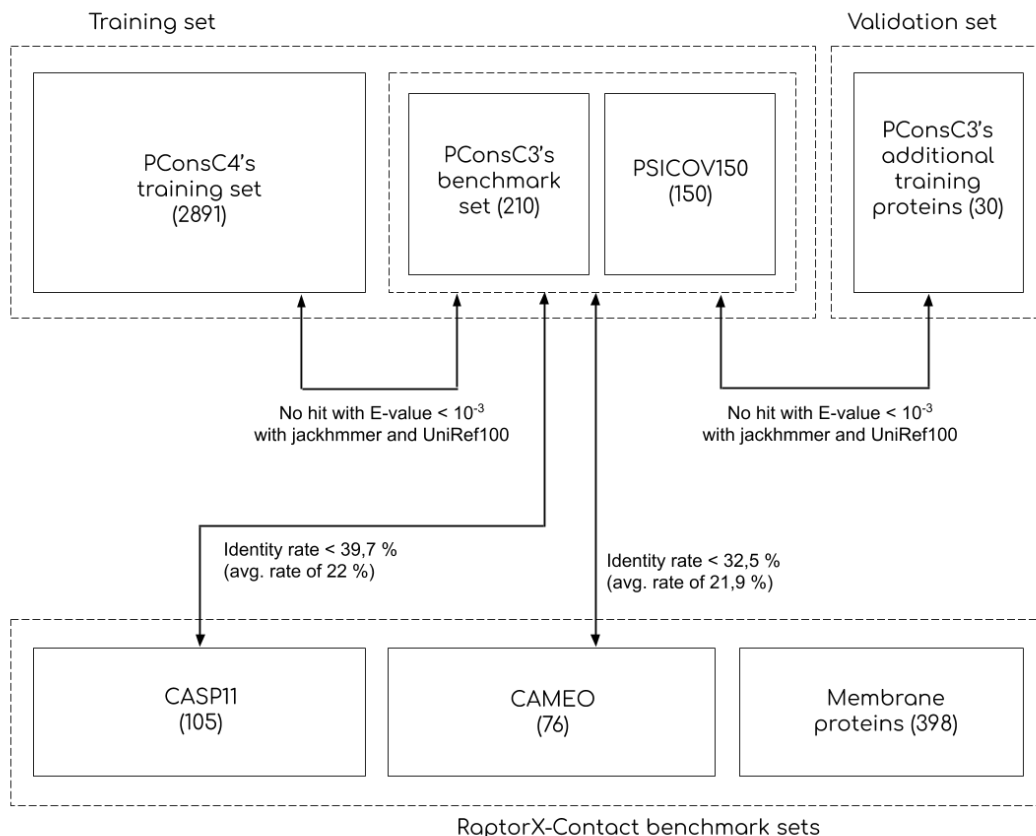 Training set
Validation set
PConsC4's
training set
(2891)
PConsC3's
benchmark
set (210)
PSICOV150
(150)
PConsC3's
additional
training
proteins (30)
No hit with E-value < 10⁻³
with jackhmmer and UniRef100
No hit with E-value < 10⁻³
with jackhmmer and UniRef100
Identity rate < 39,7 %
(avg. rate of 22 %)
Identity rate < 32,5 %
(avg. rate of 21,9 %)
CASP11
(105)
CAMEO
(76)
Membrane
proteins (398)
RaptorX-Contact benchmark sets